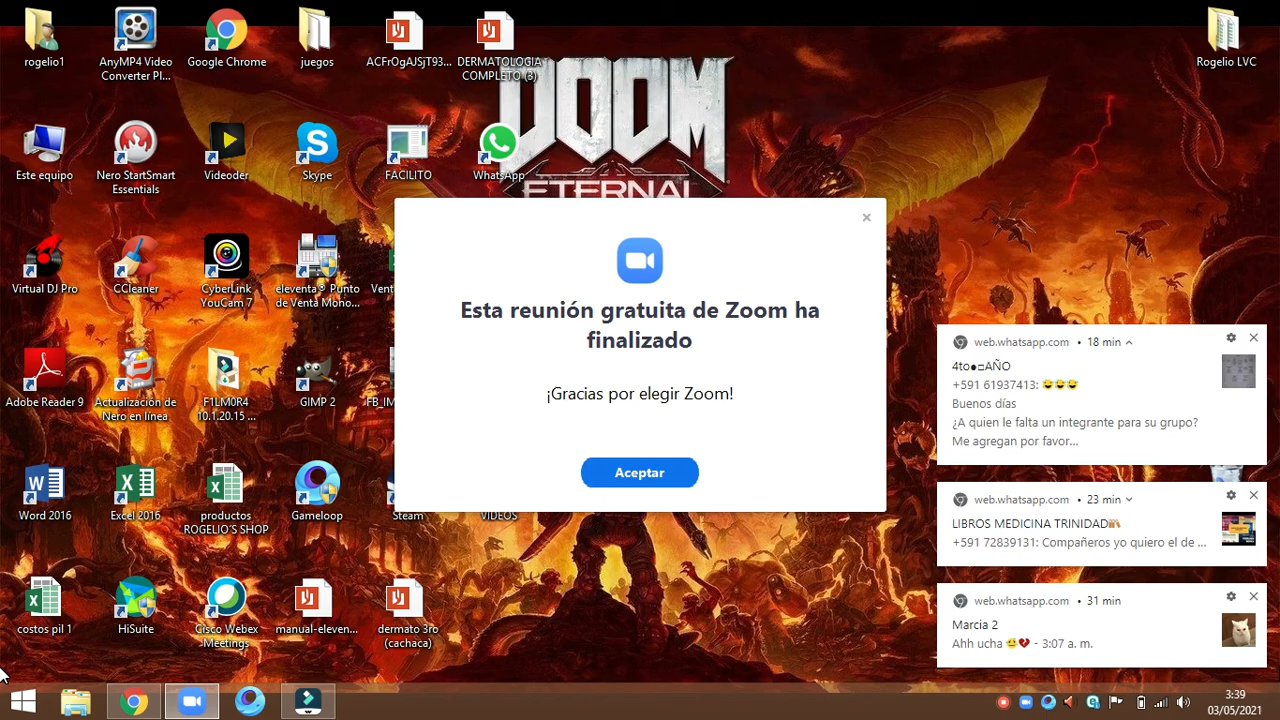 rogelio1
AnyMP4 Video
Converter Pl...
Google Chrome
juegos
ACFrOgAJSjT93...
DERMATOLOGIA
COMPLETO (3)
Rogelio LVC
DOOM
ETERNAL
Este equipo
Nero StartSmart
Essentials
Videoder
Skype
FACILITO
WhatsApp
Virtual DJ Pro
CCleaner
CyberLink
YouCam 7
eleventa® Punto
de Venta Mono...
Vent
Adobe Reader 9
Actualización de
Nero en línea
F1LM0R4
10.1.20.15 ...
GIMP 2
FB_IM
Word 2016
Excel 2016
productos
ROGELIO´S SHOP
Gameloop
Steam
VIDEOS
costos pil 1
HiSuite
Cisco Webex
Meetings
manual-eleven...
dermato 3ro
(cachaca)
Esta reunión gratuita de Zoom ha
finalizado
¡Gracias por elegir Zoom!
Aceptar
web.whatsapp.com • 18 min
4to●□AÑO
+591 61937413: 😂😂😂
Buenos días
¿A quien le falta un integrante para su grupo?
Me agregan por favor...
web.whatsapp.com • 23 min
LIBROS MEDICINA TRINIDAD📚
+591 72839131: Compañeros yo quiero el de ...
web.whatsapp.com • 31 min
Marcia 2
Ahh ucha 😐💔 - 3:07 a. m.
3:39
03/05/2021